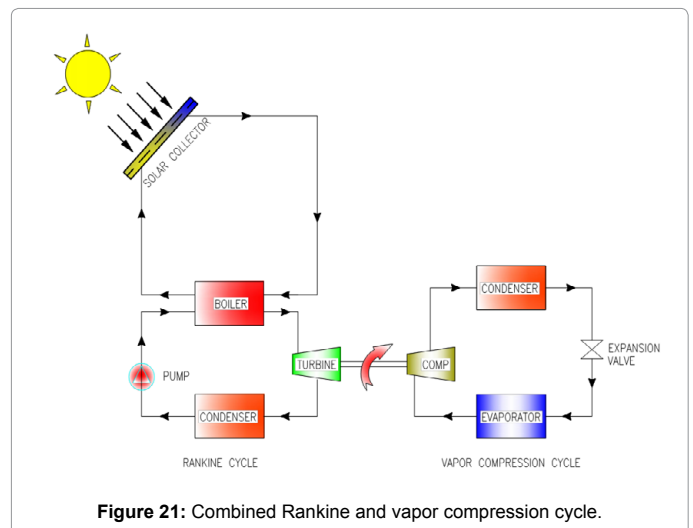 SOLAR COLLECTOR
BOILER
CONDENSER
TURBINE
COMP
EXPANSION
VALVE
PUMP
CONDENSER
EVAPORATOR
RANKINE CYCLE
VAPOR COMPRESSION CYCLE
Figure 21: Combined Rankine and vapor compression cycle.